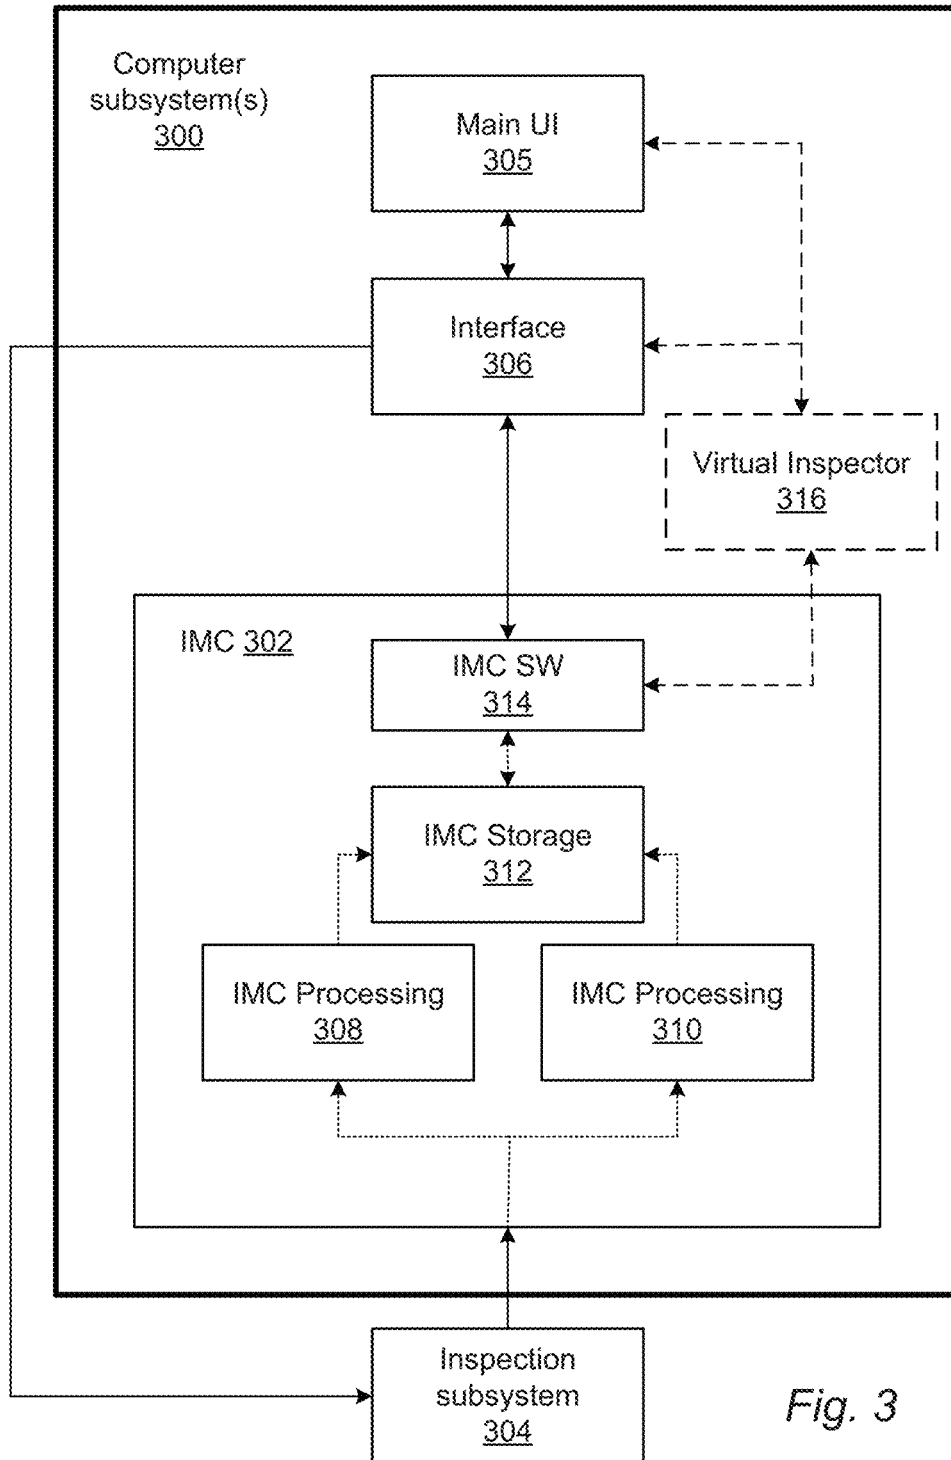 Computer
subsystem(s)
300
Main UI
305
Interface
306
Virtual Inspector
316
IMC 302
IMC SW
314
IMC Storage
312
IMC Processing
308
IMC Processing
310
Inspection
subsystem
304
Fig. 3